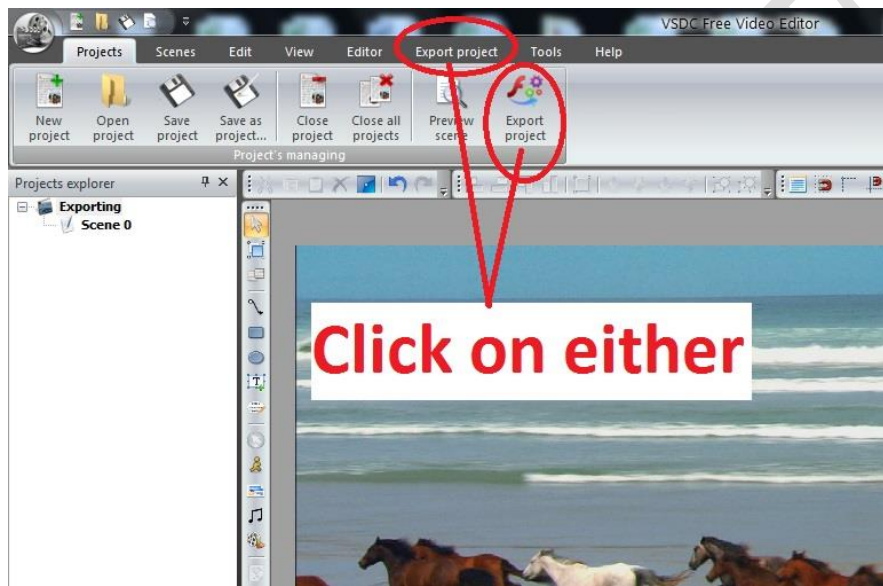 VSDC Free Video Editor
Projects Scenes Edit View Editor Export project Tools Help
New project Open project Save project Save as project... Close project Close all projects Preview scene Export project
Project's managing
Projects explorer
Exporting
Scene 0
Click on either